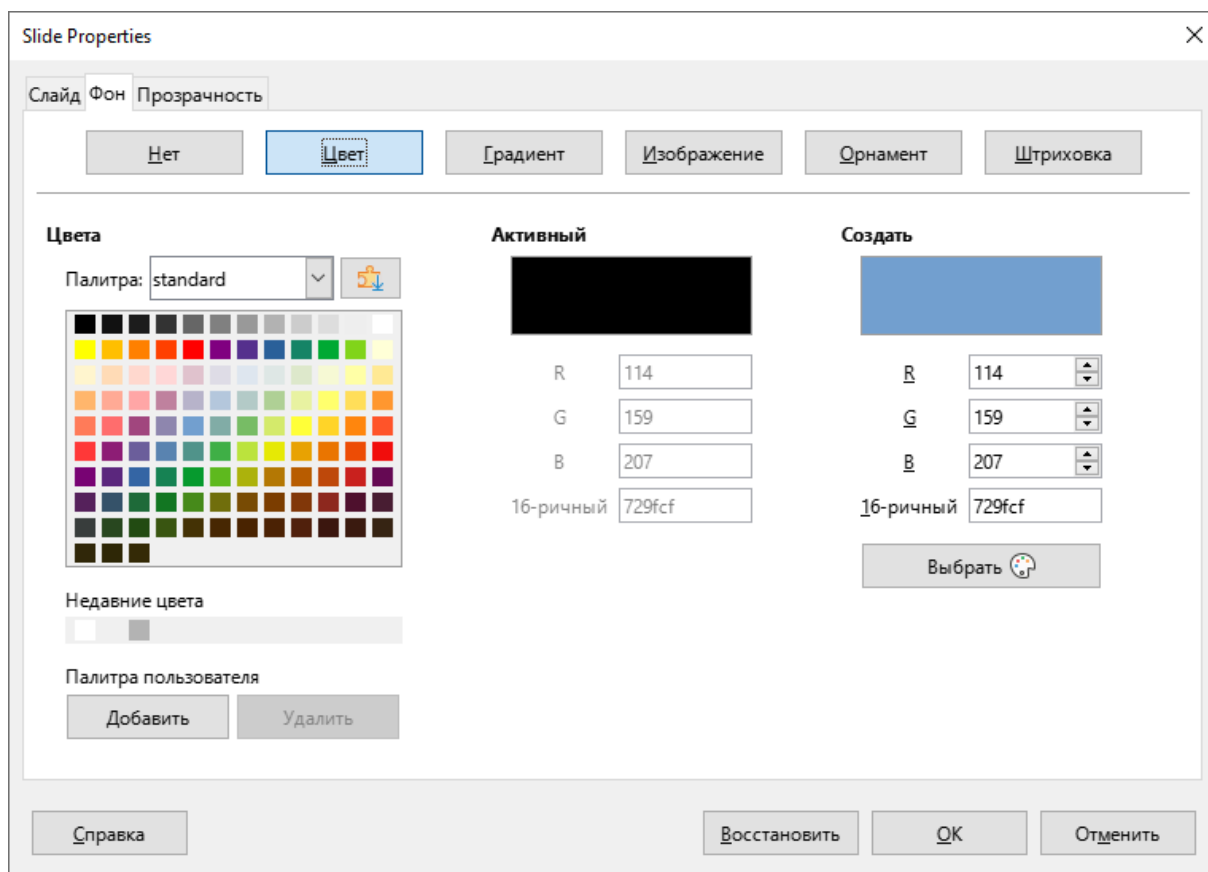 Slide Properties
Слайд Фон Прозрачность
Нет Цвет Градиент Изображение Орнамент Штриховка
Цвета Активный Создать
Палитра: standard
R 114 R 114
G 159 G 159
B 207 B 207
16-ричный 729fcf 16-ричный 729fcf
Выбрать
Недавние цвета
Палитра пользователя
Добавить Удалить
Справка Восстановить OK Отменить